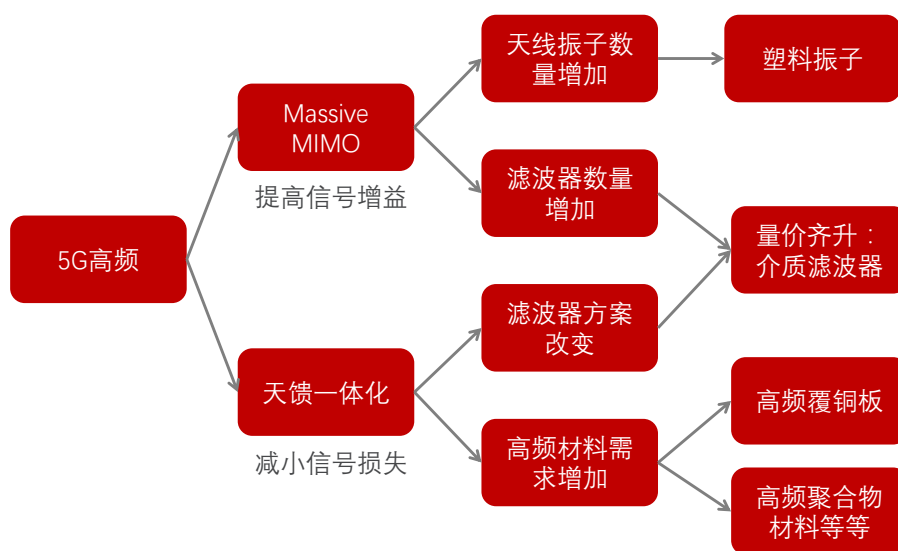 5G高频
Massive
MIMO
提高信号增益
天馈一体化
减小信号损失
天线振子数
量增加
滤波器数量
增加
滤波器方案
改变
高频材料需
求增加
塑料振子
量价齐升：
介质滤波器
高频覆铜板
高频聚合物
材料等等